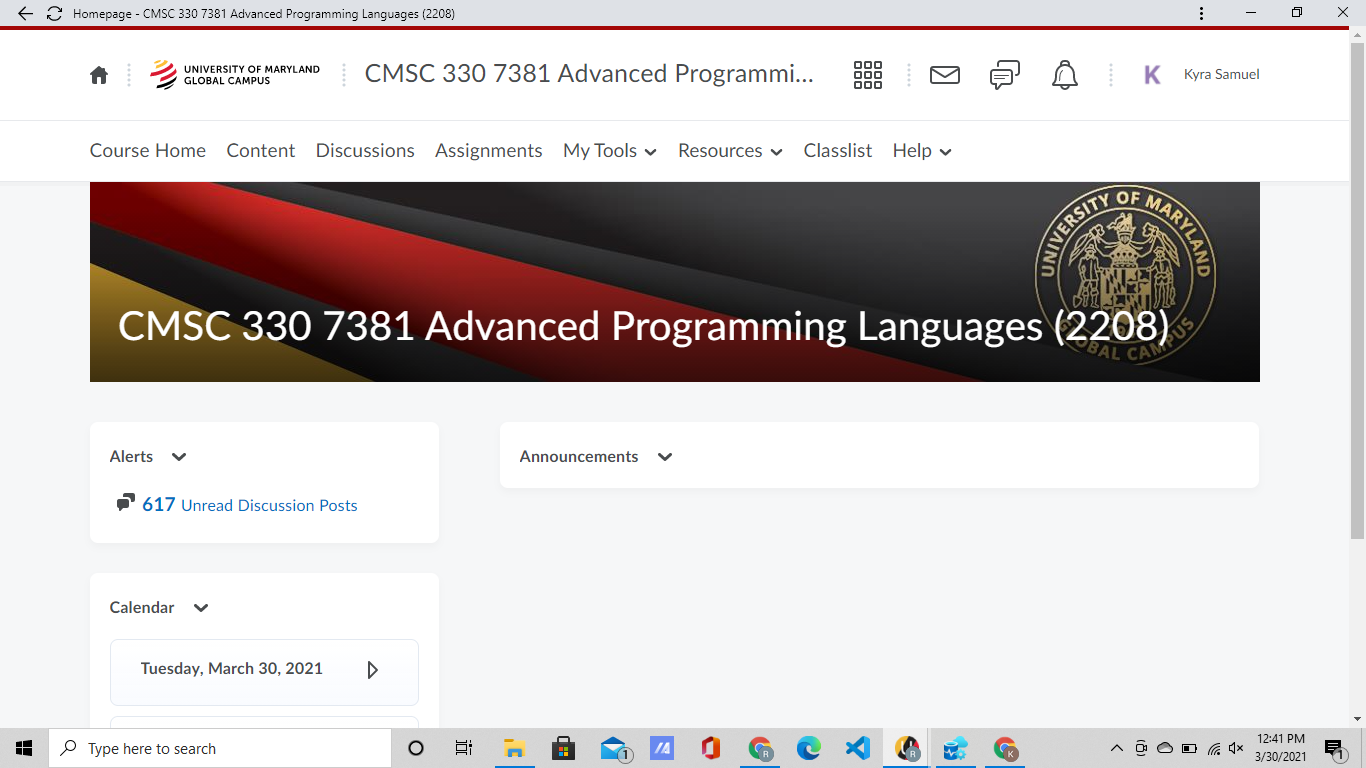 Homepage - CMSC 330 7381 Advanced Programming Languages (2208)
UNIVERSITY OF MARYLAND
GLOBAL CAMPUS
CMSC 330 7381 Advanced Programmi...
K
Kyra Samuel
Course Home Content Discussions Assignments My Tools Resources Classlist Help
UNIVERSITY OF MARYLAND
GLOBAL CAMPUS
CMSC 330 7381 Advanced Programming Languages (2208)
Alerts
617 Unread Discussion Posts
Announcements
Calendar
Tuesday, March 30, 2021
Type here to search
1
R
R
K
12:41 PM
3/30/2021
1